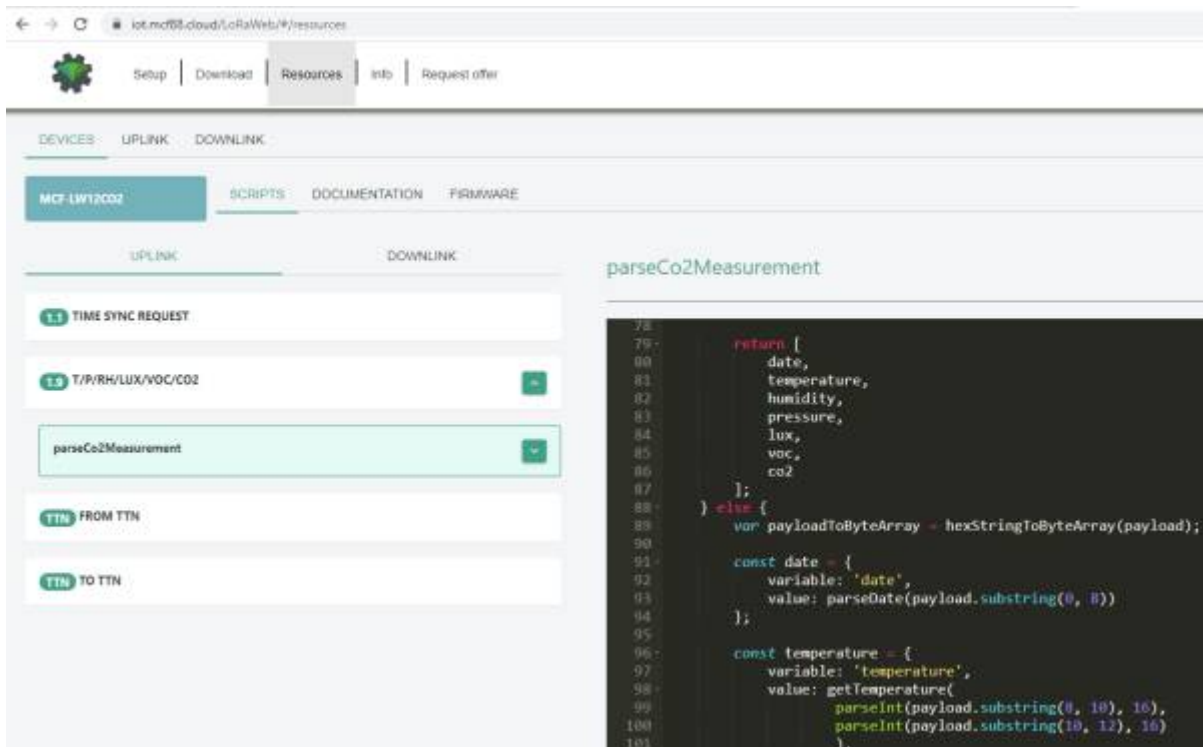 iot.mcf88.cloud/LoRaWeb/#/resources
Setup Download Resources Info Request offer
DEVICES UPLINK DOWNLINK
MCF-LW12CO2 SCRIPTS DOCUMENTATION FIRMWARE
UPLINK DOWNLINK
1.1 TIME SYNC REQUEST
1.9 T/P/RH/LUX/VOC/CO2
parseCo2Measurement
TTN FROM TTN
TTN TO TTN
parseCo2Measurement
78
79 return [
80 date,
81 temperature,
82 humidity,
83 pressure,
84 lux,
85 voc,
86 co2
87 ];
88 } else {
89 var payloadToByteArray = hexStringToByteArray(payload);
90
91 const date = {
92 variable: 'date',
93 value: parseDate(payload.substring(0, 8))
94 };
95
96 const temperature = {
97 variable: 'temperature',
98 value: getTemperature(
99 parseInt(payload.substring(8, 10), 16),
100 parseInt(payload.substring(10, 12), 16)
101 )